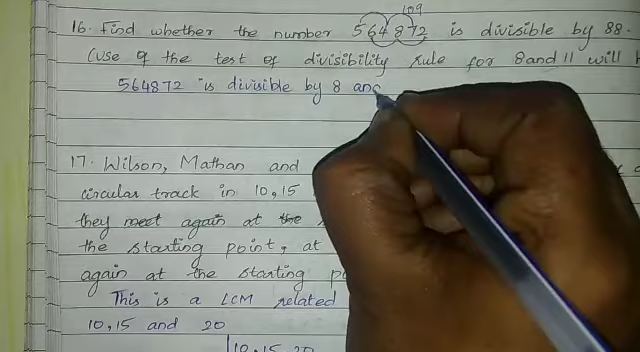 109
16. Find whether the number 564872 is divisible by 88.
(use of the test of divisibility rule for 8 and 11 will
564872 is divisible by 8 and
17. Wilson, Mathan and
circular track in 10, 15
they meet again at the
the starting point, at
again at the starting
This is a LCM related
10, 15 and 20
10, 15, 20